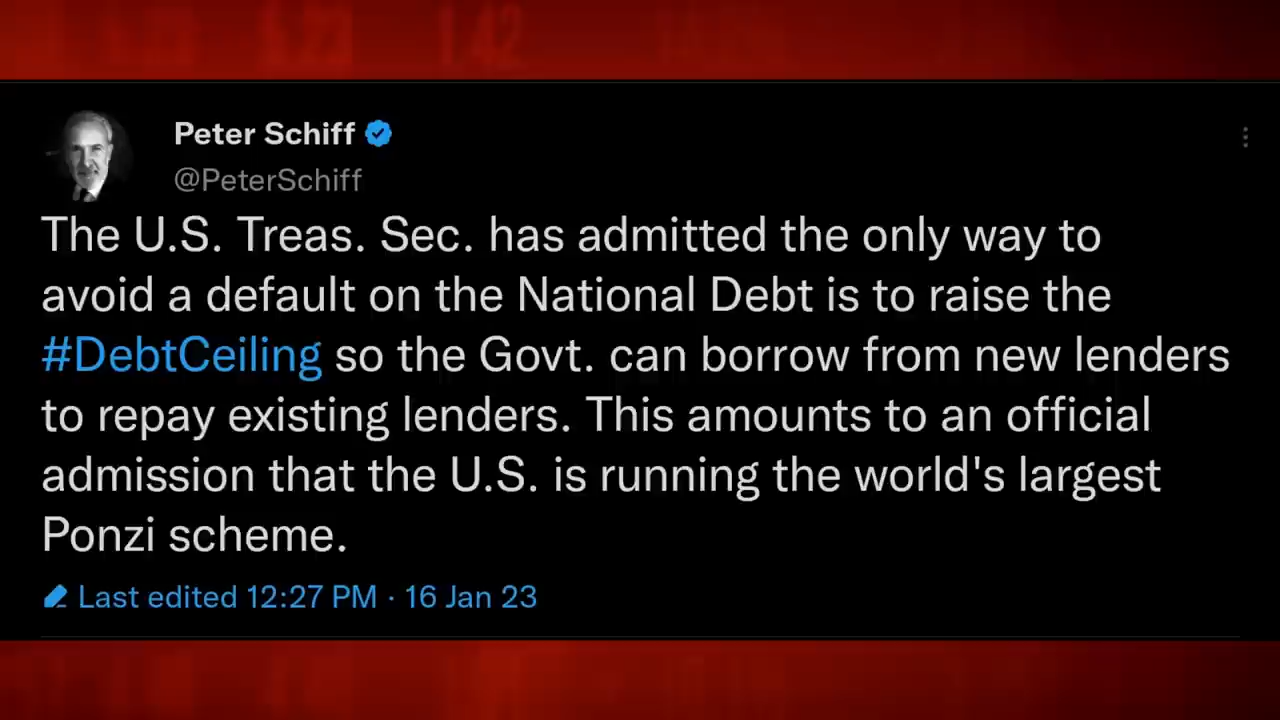 Peter Schiff
@PeterSchiff
The U.S. Treas. Sec. has admitted the only way to
avoid a default on the National Debt is to raise the
#DebtCeiling so the Govt. can borrow from new lenders
to repay existing lenders. This amounts to an official
admission that the U.S. is running the world's largest
Ponzi scheme.
Last edited 12:27 PM · 16 Jan 23